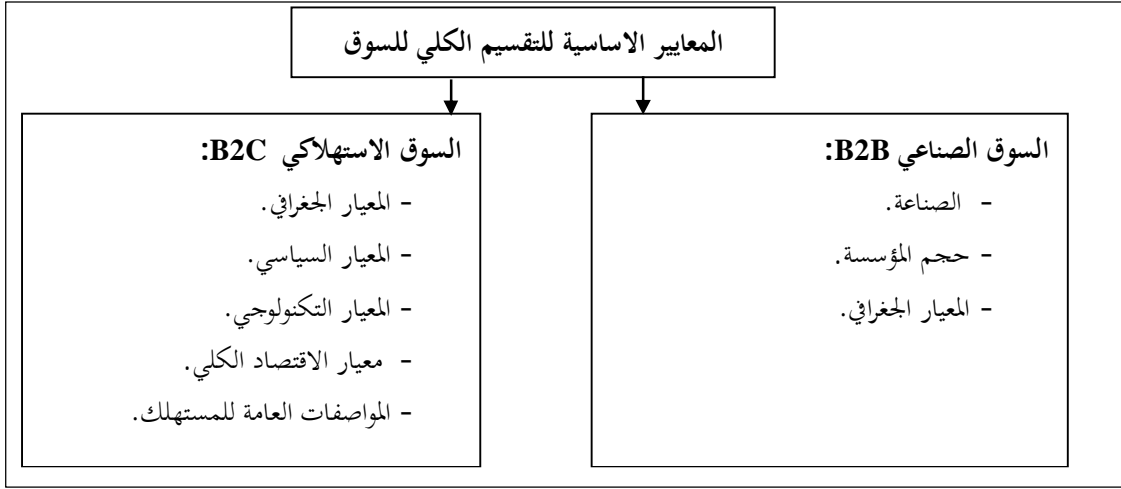 المعايير الاساسية للتقسيم الكلي للسوق
السوق الصناعي B2B:
- الصناعة.
- حجم المؤسسة.
- المعيار الجغرافي.
السوق الاستهلاكي B2C:
- المعيار الجغرافي.
- المعيار السياسي.
- المعيار التكنولوجي.
- معيار الاقتصاد الكلي.
- المواصفات العامة للمستهلك.